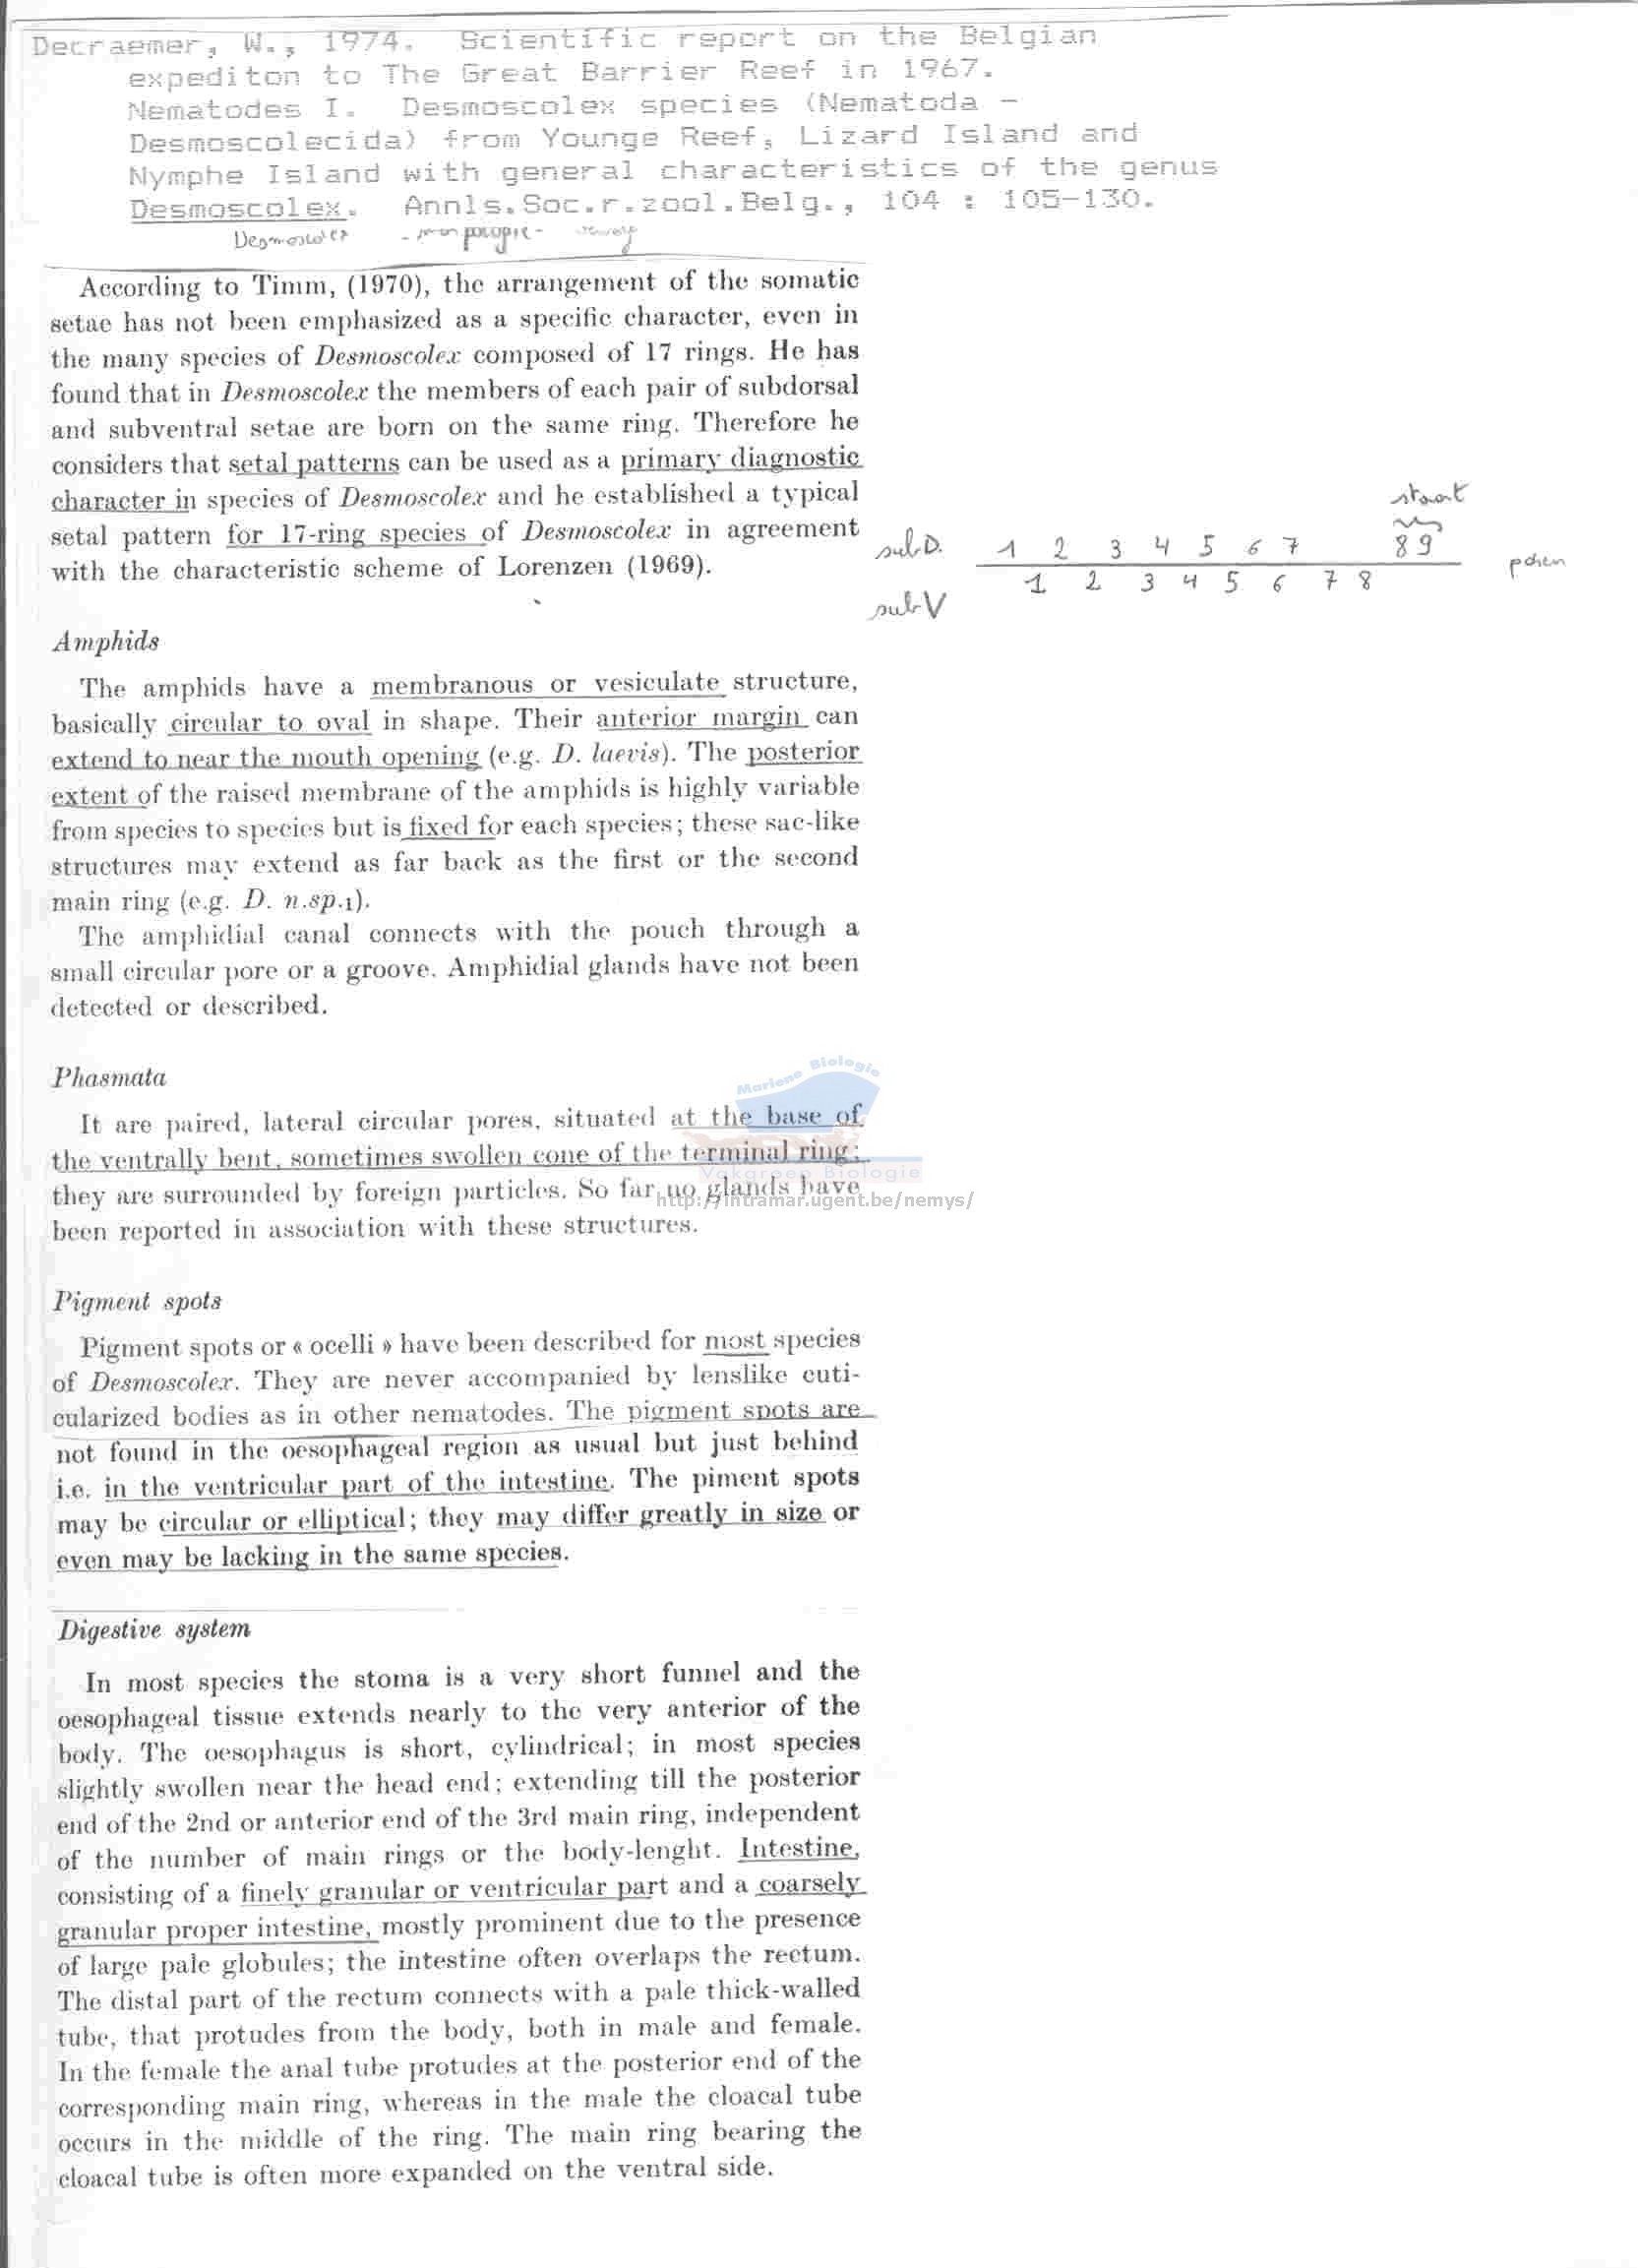 Decraemer, W., 1974. Scientific report on the Belgian
expediton to The Great Barrier Reef in 1967.
Nematodes I. Desmoscolex species (Nematoda -
Desmoscolecida) from Younge Reef, Lizard Island and
Nymphe Island with general characteristics of the genus
Desmoscolex. Annls.Soc.r.zool.Belg., 104 : 105-130.
According to Timm, (1970), the arrangement of the somatic
setae has not been emphasized as a specific character, even in
the many species of Desmoscolex composed of 17 rings. He has
found that in Desmoscolex the members of each pair of subdorsal
and subventral setae are born on the same ring. Therefore he
considers that setal patterns can be used as a primary diagnostic
character in species of Desmoscolex and he established a typical
setal pattern for 17-ring species of Desmoscolex in agreement
with the characteristic scheme of Lorenzen (1969).
staart
sub D. 1 2 3 4 5 6 7 8 9
1 2 3 4 5 6 7 8
sub V
Amphids
The amphids have a membranous or vesiculate structure,
basically circular to oval in shape. Their anterior margin can
extend to near the mouth opening (e.g. D. laevis). The posterior
extent of the raised membrane of the amphids is highly variable
from species to species but is fixed for each species; these sac-like
structures may extend as far back as the first or the second
main ring (e.g. D. n.sp.1).
The amphidial canal connects with the pouch through a
small circular pore or a groove. Amphidial glands have not been
detected or described.
Phasmata
It are paired, lateral circular pores, situated at the base of
the ventrally bent, sometimes swollen cone of the terminal ring;
they are surrounded by foreign particles. So far no glands have
been reported in association with these structures.
Mariene Biologie
Vakgroep Biologie
http://intramar.ugent.be/nemys/
Pigment spots
Pigment spots or « ocelli » have been described for most species
of Desmoscolex. They are never accompanied by lenslike cuti-
cularized bodies as in other nematodes. The pigment spots are
not found in the oesophageal region as usual but just behind
i.e. in the ventricular part of the intestine. The piment spots
may be circular or elliptical; they may differ greatly in size or
even may be lacking in the same species.
Digestive system
In most species the stoma is a very short funnel and the
oesophageal tissue extends nearly to the very anterior of the
body. The oesophagus is short, cylindrical; in most species
slightly swollen near the head end; extending till the posterior
end of the 2nd or anterior end of the 3rd main ring, independent
of the number of main rings or the body-lenght. Intestine,
consisting of a finely granular or ventricular part and a coarsely
granular proper intestine, mostly prominent due to the presence
of large pale globules; the intestine often overlaps the rectum.
The distal part of the rectum connects with a pale thick-walled
tube, that protudes from the body, both in male and female.
In the female the anal tube protudes at the posterior end of the
corresponding main ring, whereas in the male the cloacal tube
occurs in the middle of the ring. The main ring bearing the
cloacal tube is often more expanded on the ventral side.